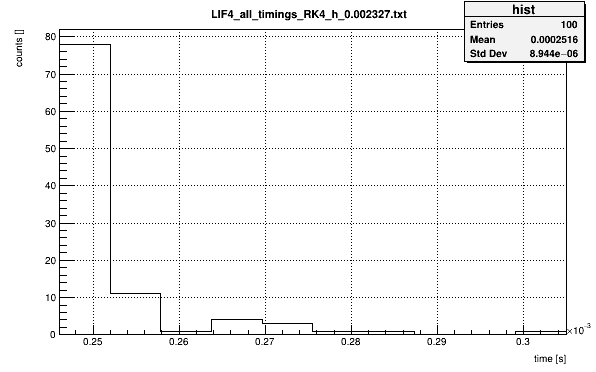 LIF4_all_timings_RK4_h_0.002327.txt
hist
Entries 100
Mean 0.0002516
Std Dev 8.944e−06
counts []
80
70
60
50
40
30
20
10
0
0.25 0.26 0.27 0.28 0.29 0.3
×10⁻³
time [s]